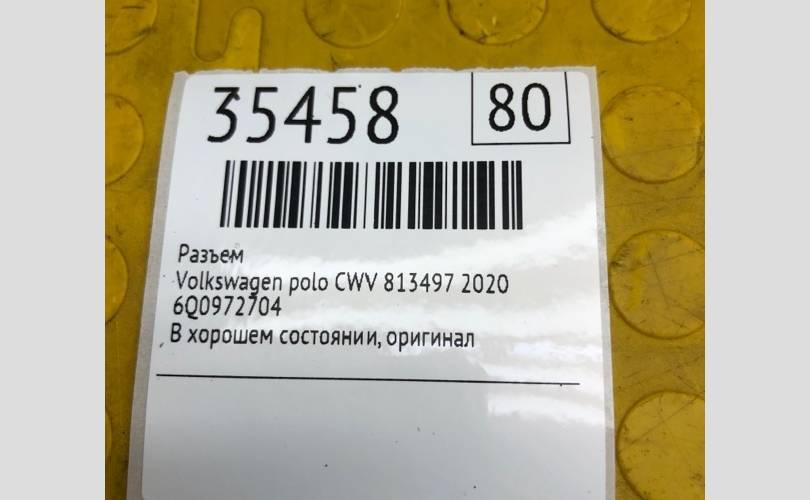 35458
80
Разъем
Volkswagen polo CWV 813497 2020
6Q0972704
В хорошем состоянии, оригинал